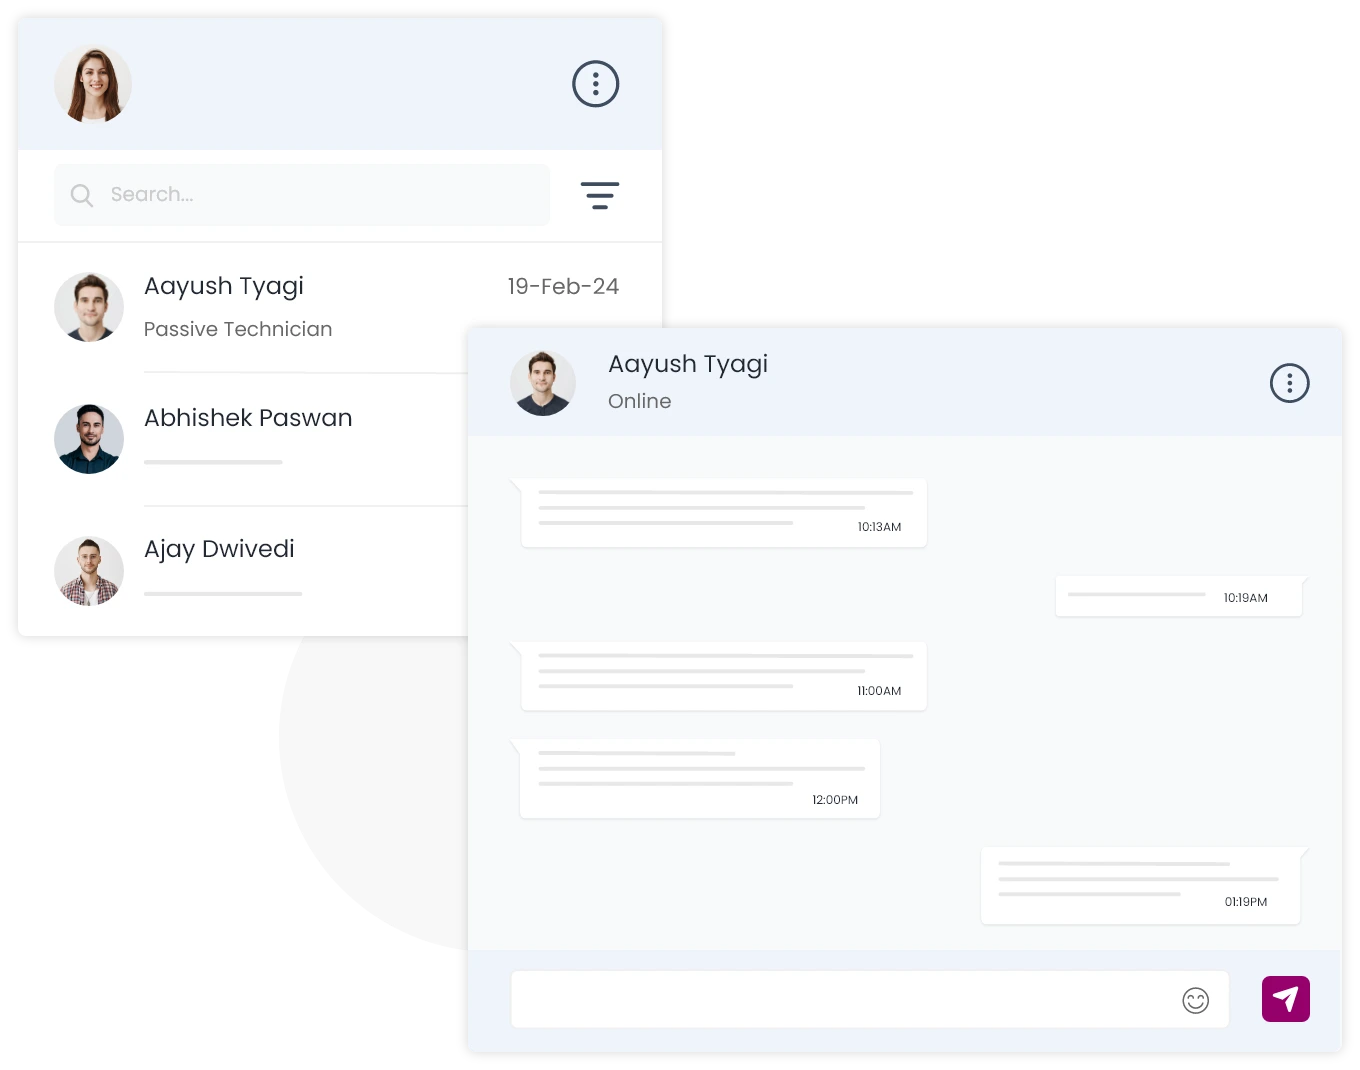 Search...
Aayush Tyagi
19-Feb-24
Passive Technician
Abhishek Paswan
Ajay Dwivedi
Aayush Tyagi
Online
10:13AM
10:19AM
11:00AM
12:00PM
01:19PM